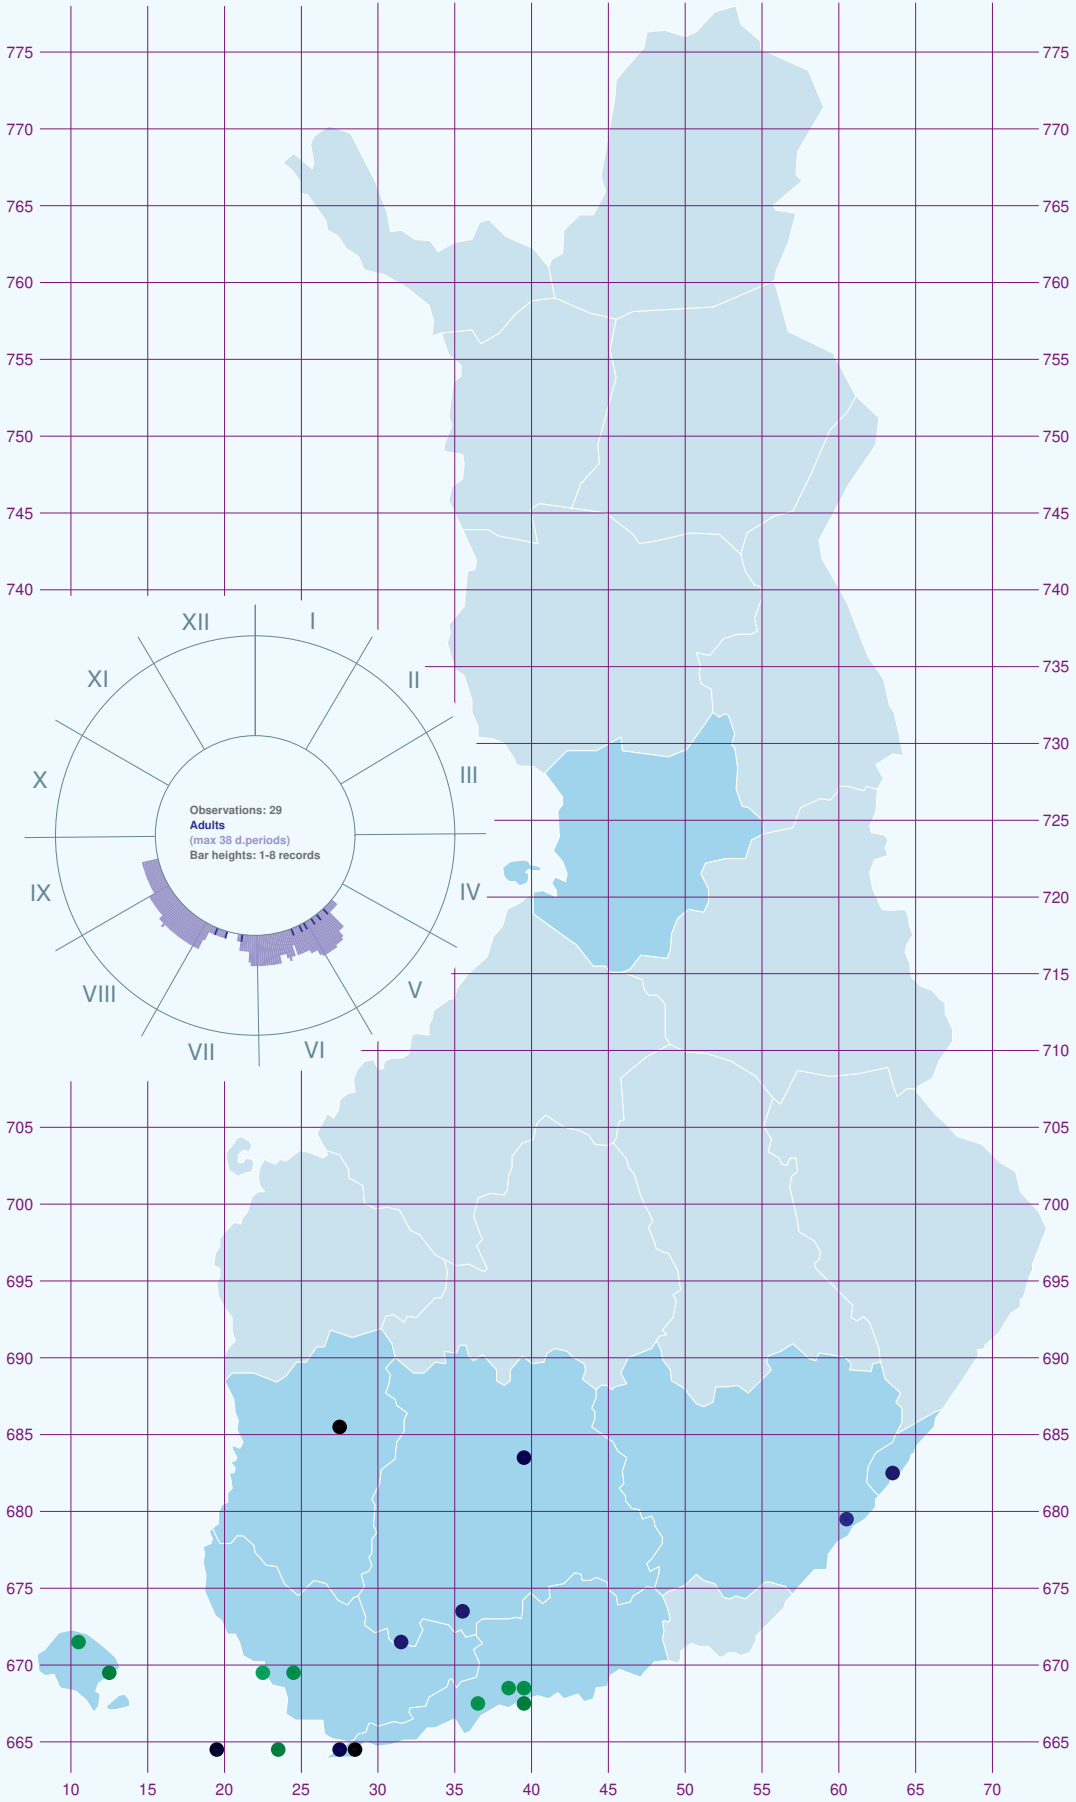 775 775
770 770
765 765
760 760
755 755
750 750
745 745
740 740
XII I
735
XI II
730
X III
Observations: 29
Adults
725
(max 38 d.periods)
Bar heights: 1-8 records
IX IV
720
715
VIII V
VII VI
710
705 705
700 700
695 695
690 690
685 685
680 680
675 675
670 670
665 665
10 15 20 25 30 35 40 45 50 55 60 65 70